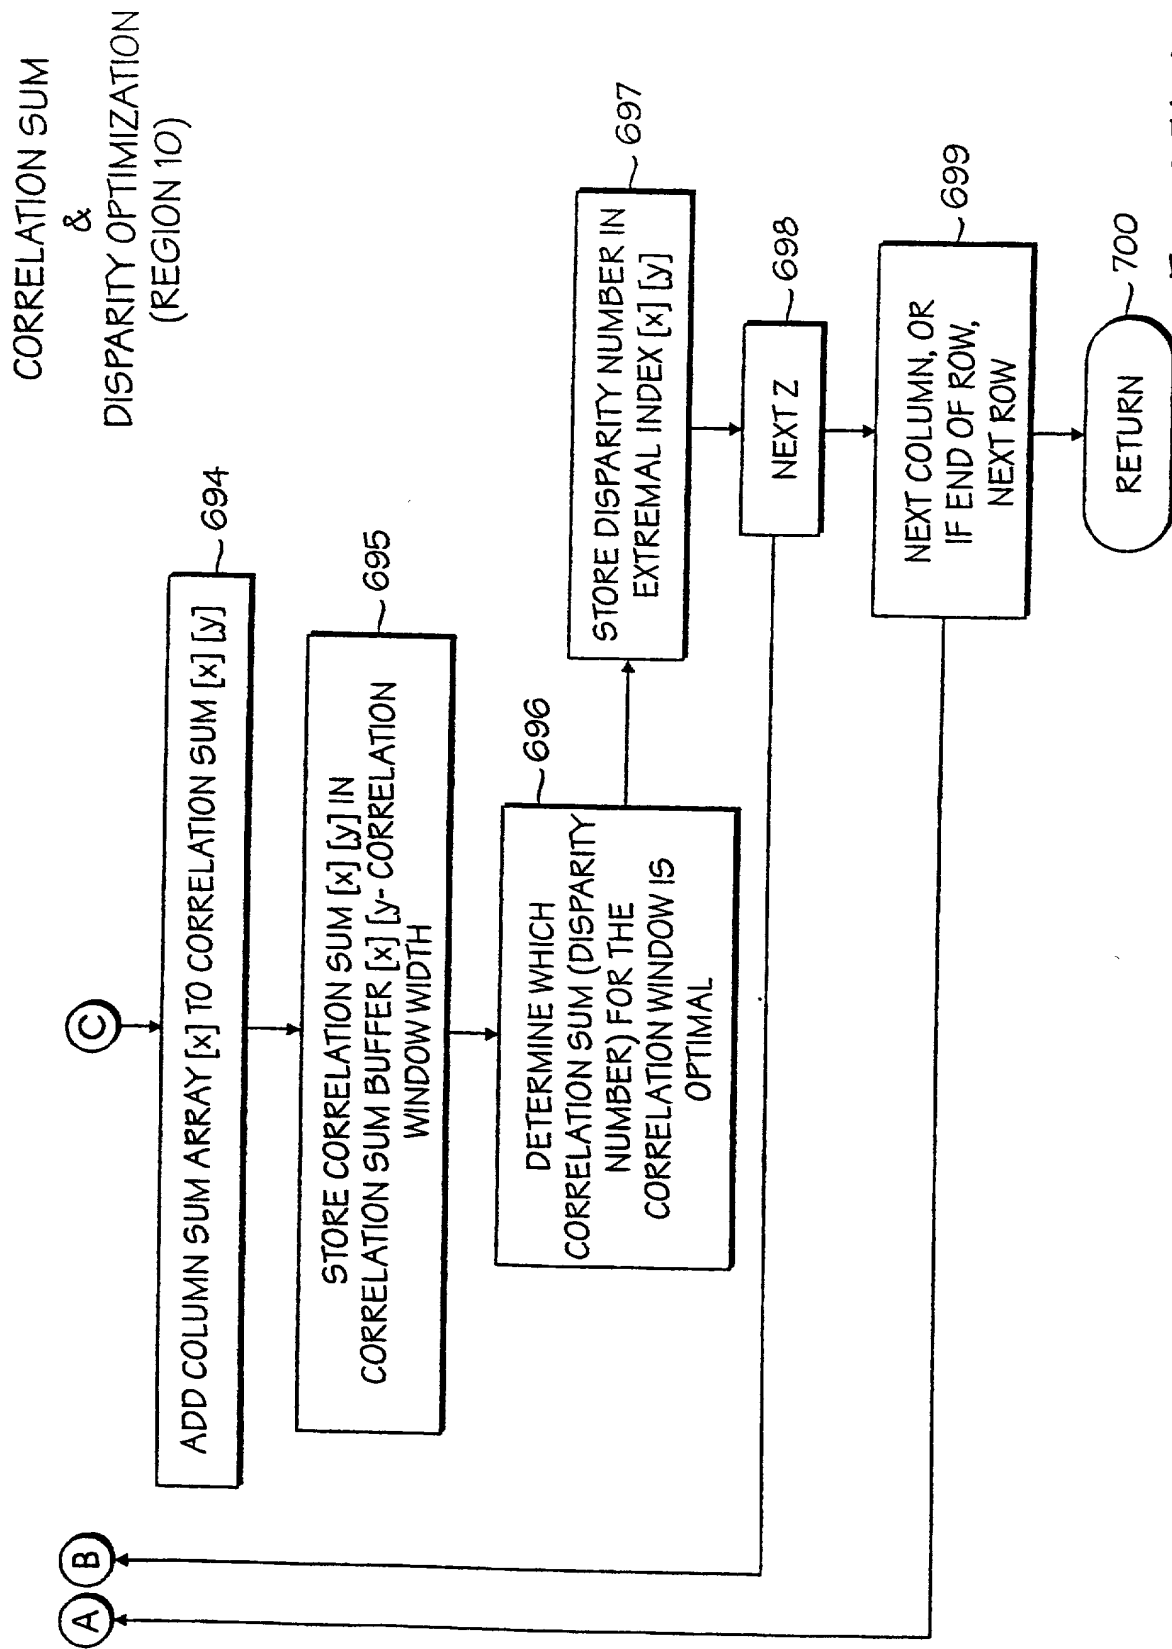 CORRELATION SUM
&
DISPARITY OPTIMIZATION
(REGION 10)
C
ADD COLUMN SUM ARRAY [x] TO CORRELATION SUM [x] [y]
694
STORE CORRELATION SUM [x] [y] IN
CORRELATION SUM BUFFER [x] [y- CORRELATION
WINDOW WIDTH
695
DETERMINE WHICH
CORRELATION SUM (DISPARITY
NUMBER) FOR THE
CORRELATION WINDOW IS
OPTIMAL
696
STORE DISPARITY NUMBER IN
EXTREMAL INDEX [x] [y]
697
NEXT Z
698
NEXT COLUMN, OR
IF END OF ROW,
NEXT ROW
699
RETURN
700
A
B